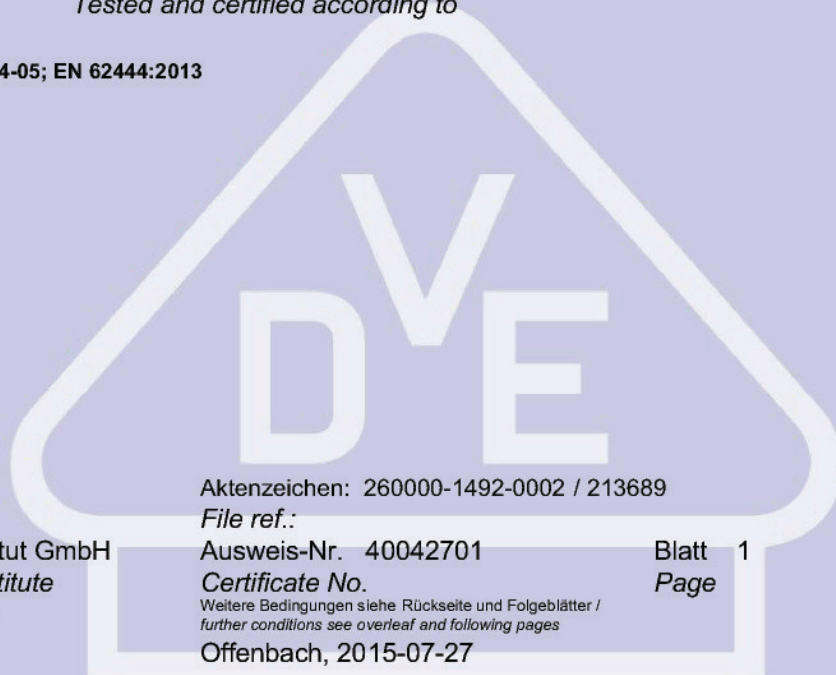 Tested and certified according to
4-05; EN 62444:2013
V
D E
Aktenzeichen: 260000-1492-0002 / 213689
File ref.:
tut GmbH Ausweis-Nr. 40042701 Blatt 1
titute Certificate No. Page
Weitere Bedingungen siehe Rückseite und Folgeblätter /
further conditions see overleaf and following pages
Offenbach, 2015-07-27